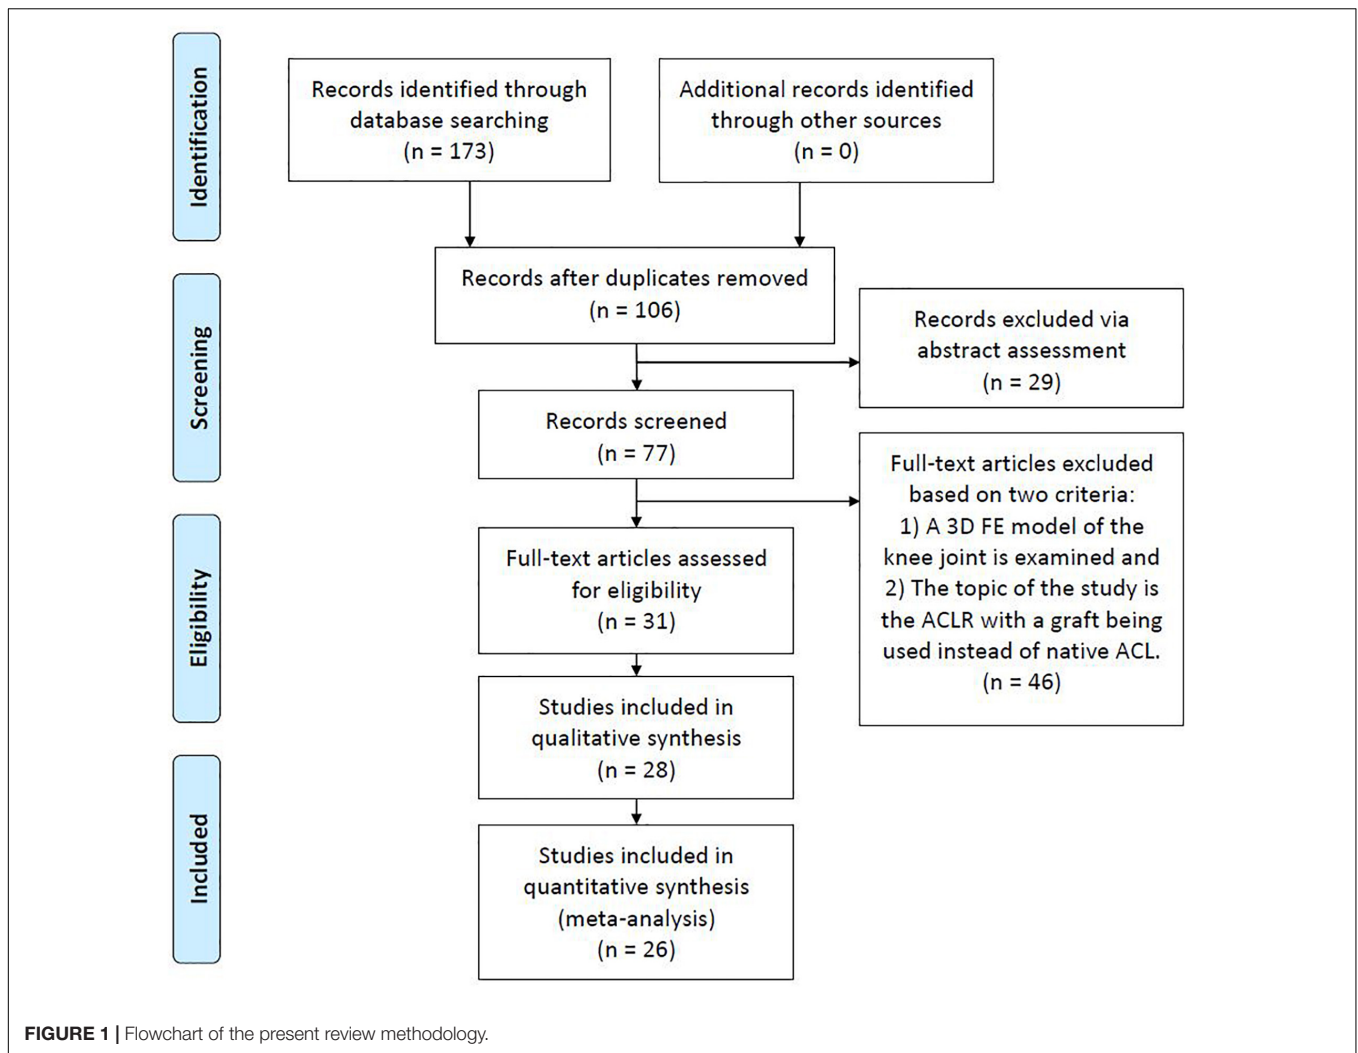 Identification
Records identified through
database searching
(n = 173)
Additional records identified
through other sources
(n = 0)
Records after duplicates removed
(n = 106)
Screening
Records excluded via
abstract assessment
(n = 29)
Records screened
(n = 77)
Full-text articles excluded
based on two criteria:
1) A 3D FE model of the
knee joint is examined and
2) The topic of the study is
the ACLR with a graft being
used instead of native ACL.
(n = 46)
Eligibility
Full-text articles assessed
for eligibility
(n = 31)
Studies included in
qualitative synthesis
(n = 28)
Included
Studies included in
quantitative synthesis
(meta-analysis)
(n = 26)
FIGURE 1 | Flowchart of the present review methodology.